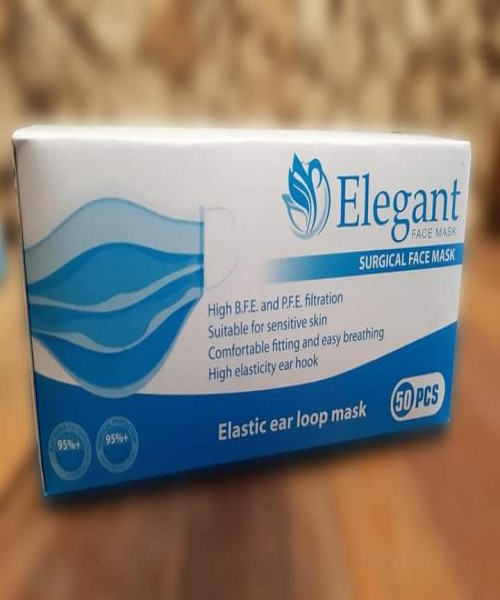 Elegant
FACE MASK
SURGICAL FACE MASK
High B.F.E. and P.F.E. filtration
Suitable for sensitive skin
Comfortable fitting and easy breathing
High elasticity ear hook
50 PCS
Elastic ear loop mask
95%+
95%+